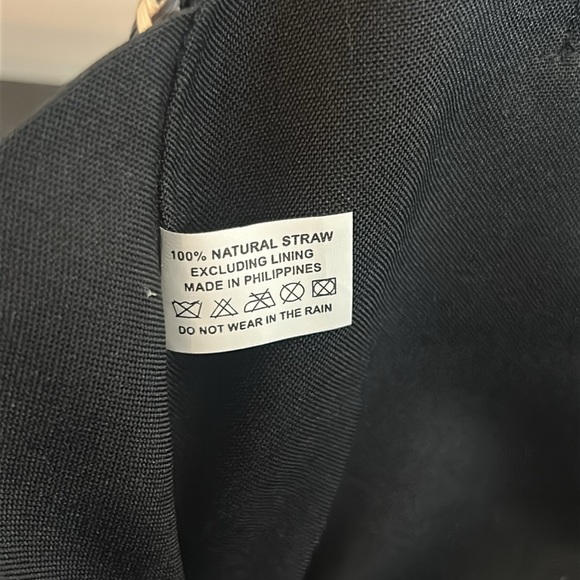 100% NATURAL STRAW
EXCLUDING LINING
MADE IN PHILIPPINES
DO NOT WEAR IN THE RAIN